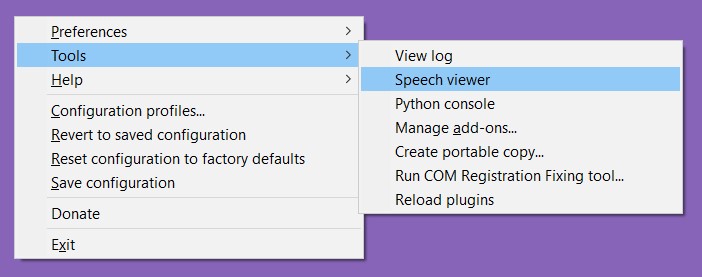 Preferences
Tools
Help
Configuration profiles...
Revert to saved configuration
Reset configuration to factory defaults
Save configuration
Donate
Exit
View log
Speech viewer
Python console
Manage add-ons...
Create portable copy...
Run COM Registration Fixing tool...
Reload plugins